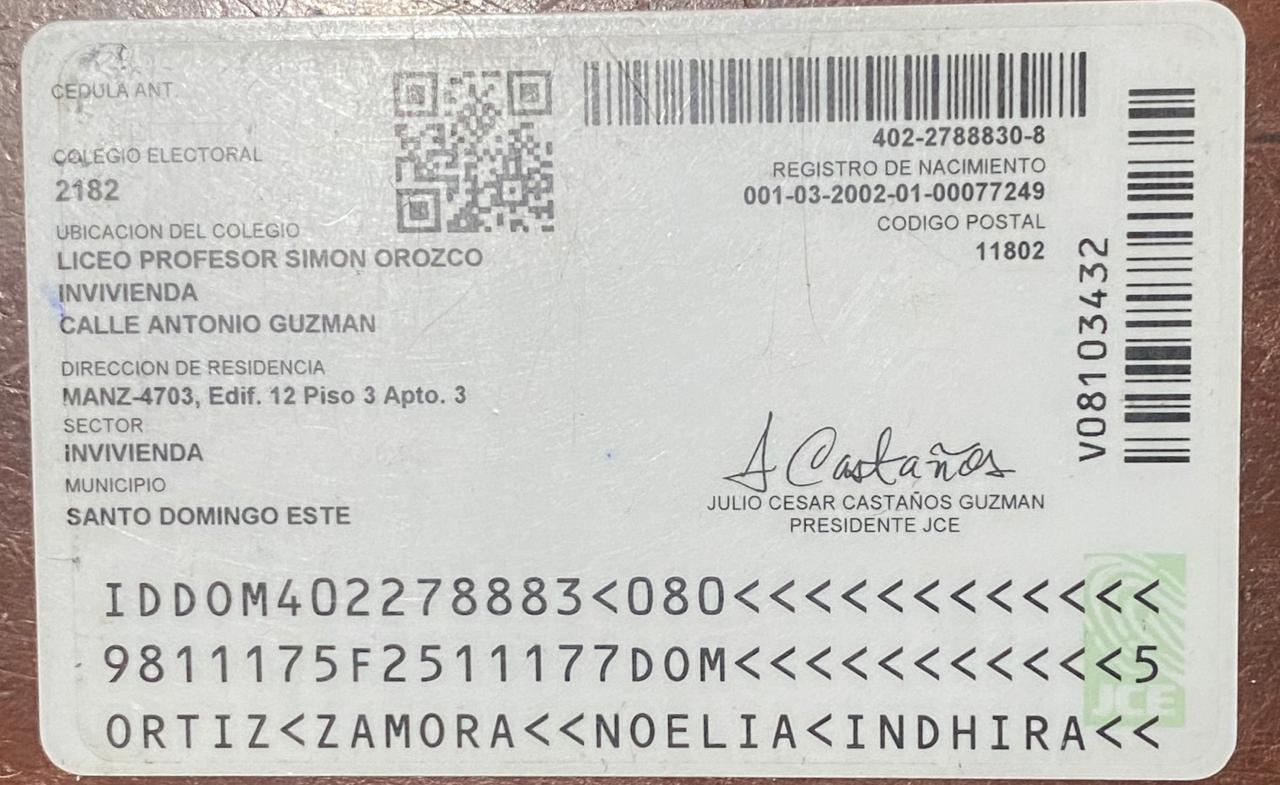 CEDULA ANT.
COLEGIO ELECTORAL
2182
UBICACION DEL COLEGIO
LICEO PROFESOR SIMON OROZCO
INVIVIENDA
CALLE ANTONIO GUZMAN
DIRECCION DE RESIDENCIA
MANZ-4703, Edif. 12 Piso 3 Apto. 3
SECTOR
INVIVIENDA
MUNICIPIO
SANTO DOMINGO ESTE
402-2788830-8
REGISTRO DE NACIMIENTO
001-03-2002-01-00077249
CODIGO POSTAL
11802
V08103432
J Castaños
JULIO CESAR CASTAÑOS GUZMAN
PRESIDENTE JCE
JCE
IDDOM402278883<080<<<<<<<<<<<<
9811175F2511177DOM<<<<<<<<<<<5
ORTIZ<ZAMORA<<NOELIA<INDHIRA<<